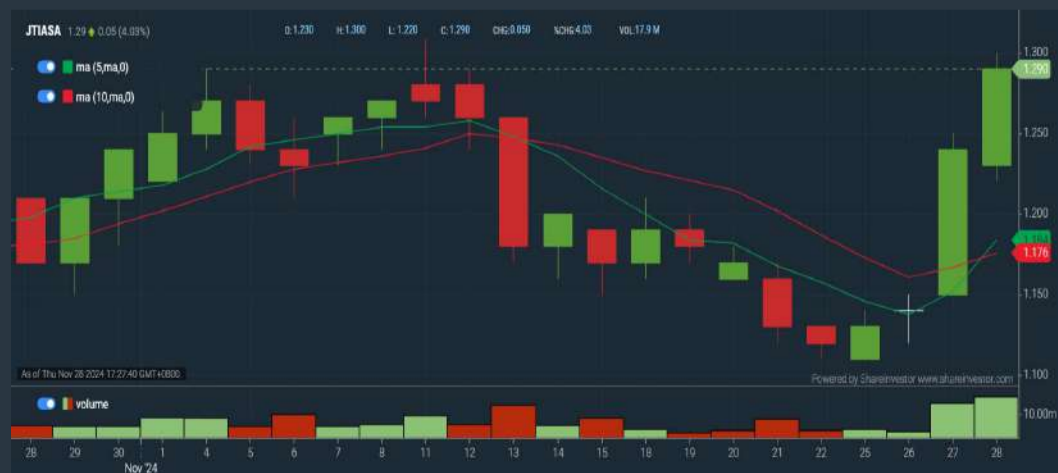 JTIASA 1.29 0.05 (4.03%) O: 1.230 H: 1.300 L: 1.220 C: 1.290 CHG:0.050 %CHG:4.03 VOL:17.9 M
ma (5,ma,0)
ma (10,ma,0)
1.300
1.290
1.250
1.200
1.176
1.150
1.100
As of Thu Nov 28 2024 17:27:40 GMT+0800
Powered by ShareInvestor www.shareinvestor.com
volume
10.00m
28 29 30 1 4 5 6 7 8 11 12 13 14 15 18 19 20 21 22 25 26 27 28
Nov '24